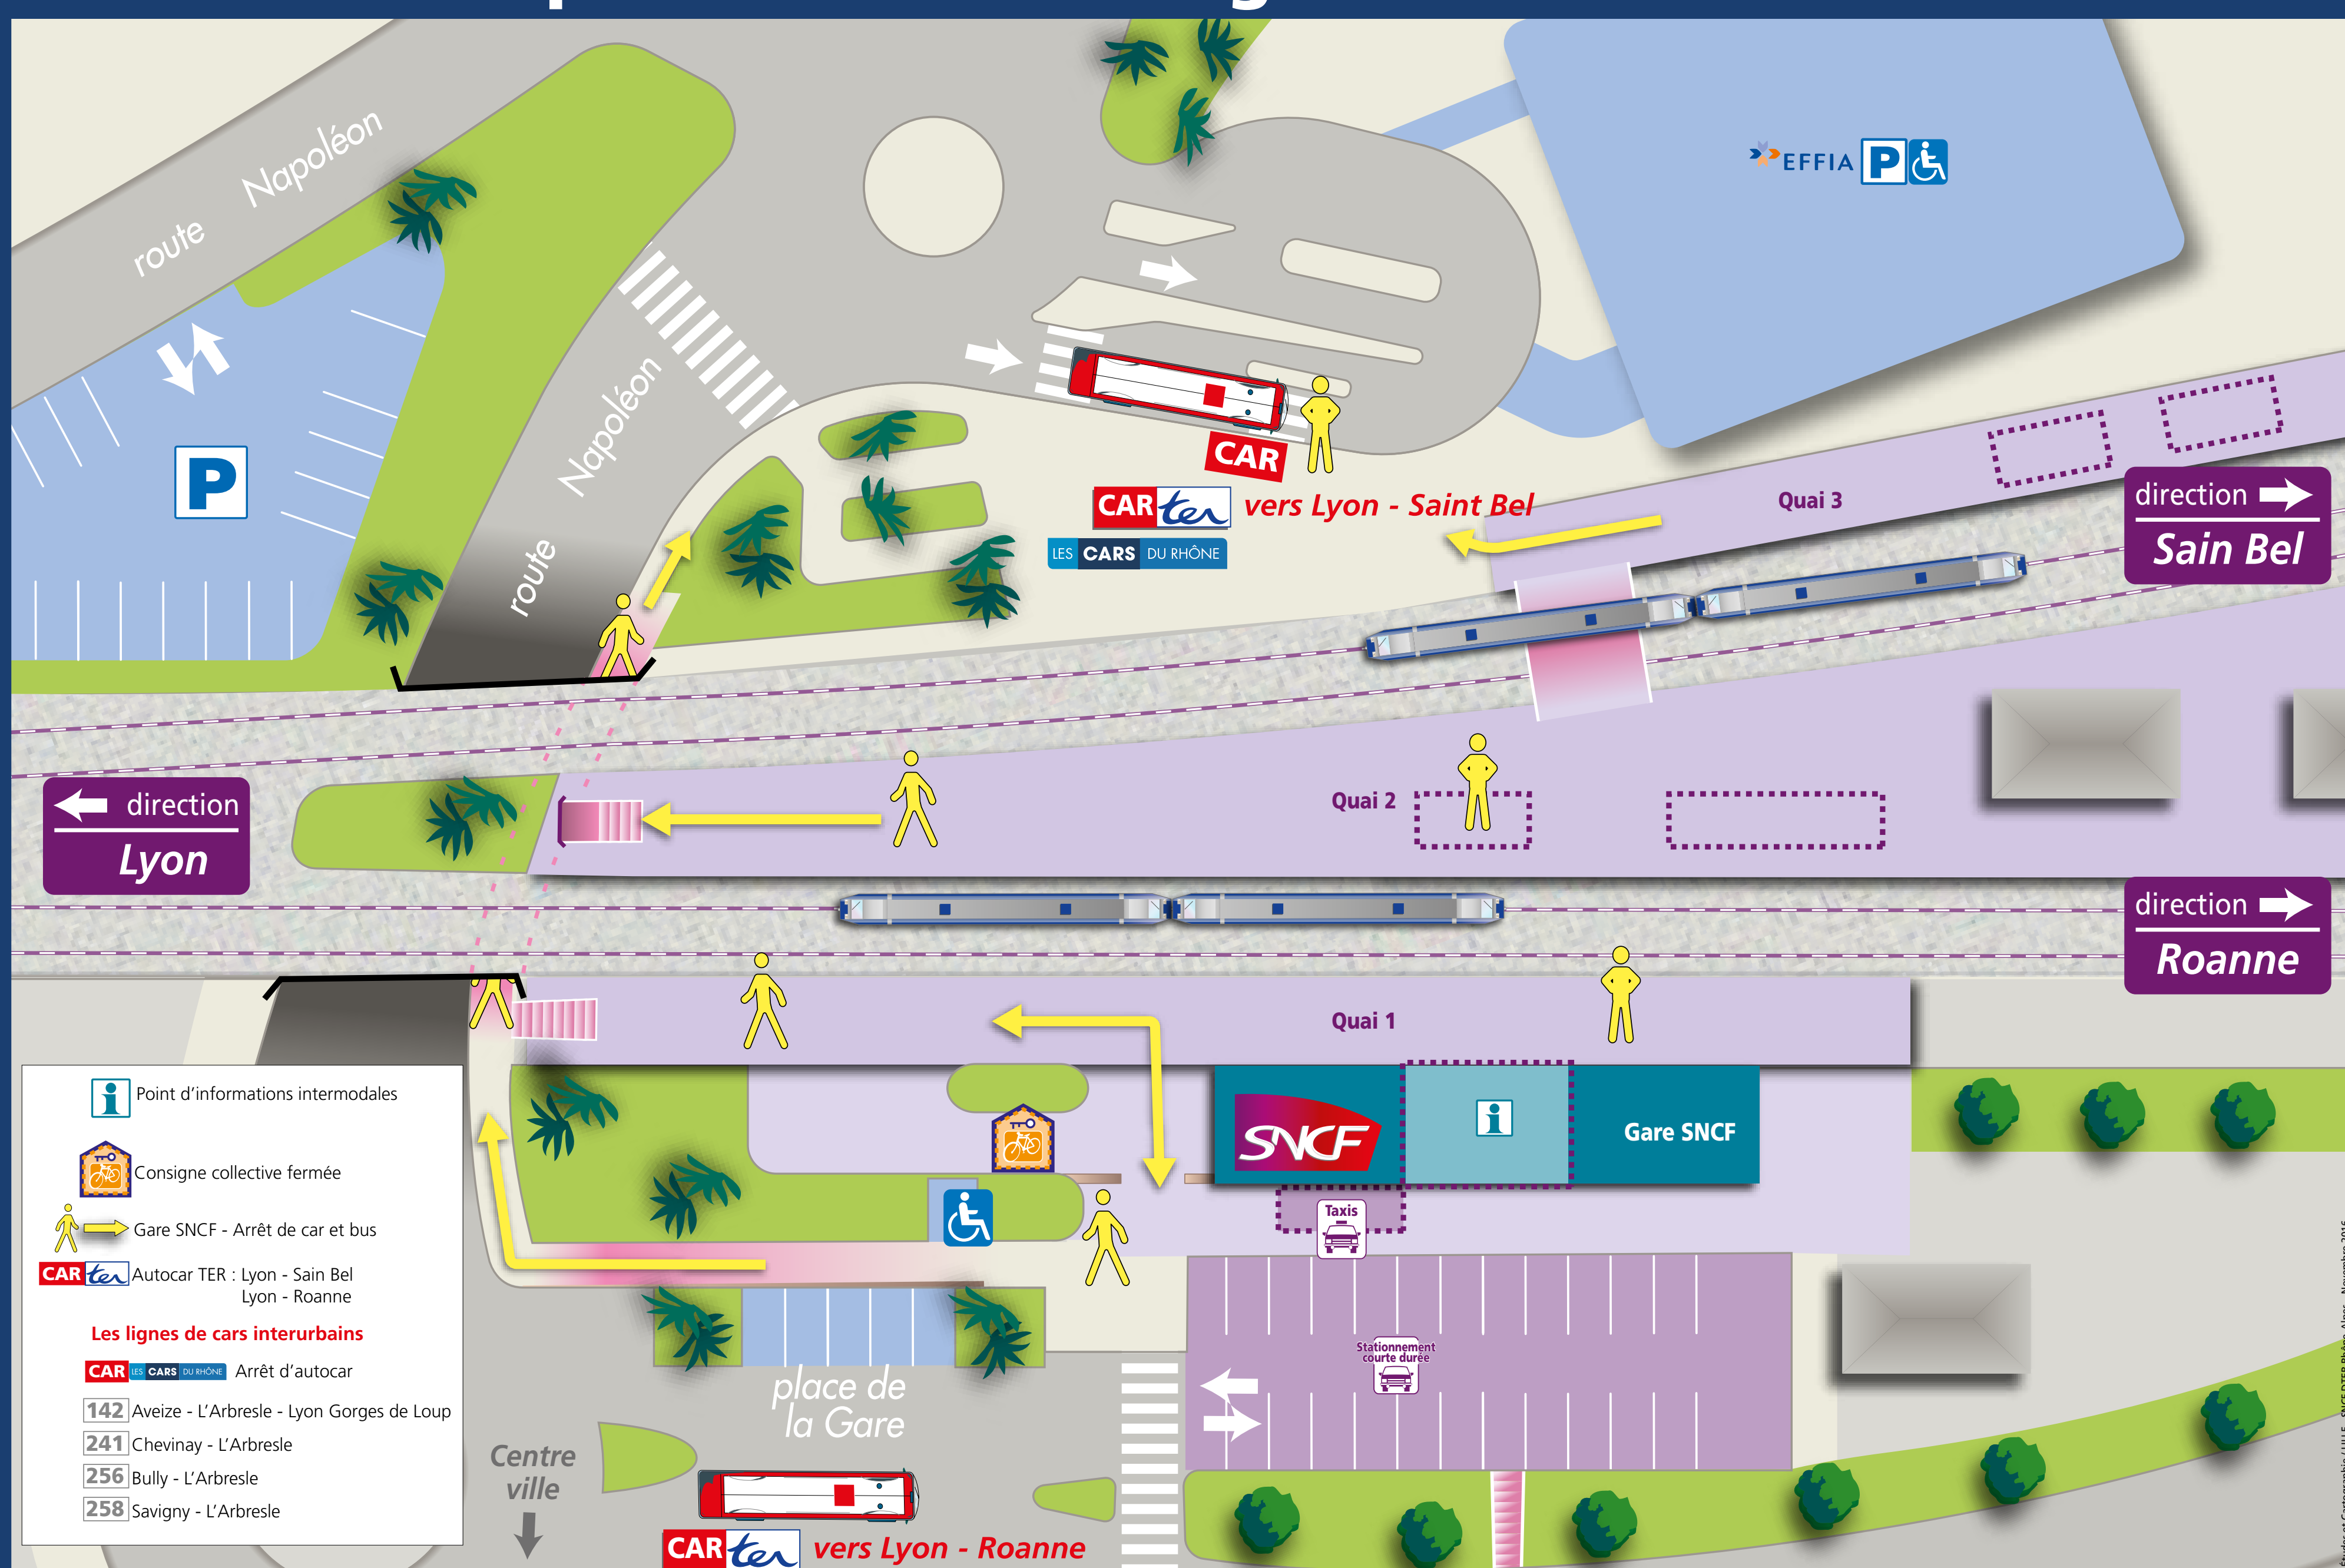 route Napoléon
EFFIA P
P
route Napoléon
CAR
CAR ter vers Lyon - Saint Bel
LES CARS DU RHÔNE
Quai 3
direction
Sain Bel
direction
Lyon
Quai 2
direction
Roanne
Quai 1
SNCF
i
Gare SNCF
Taxis
Stationnement
courte durée
place de
la Gare
Centre
ville
CAR ter vers Lyon - Roanne
i Point d'informations intermodales
Consigne collective fermée
Gare SNCF - Arrêt de car et bus
CAR ter Autocar TER : Lyon - Sain Bel
Lyon - Roanne
Les lignes de cars interurbains
CAR LES CARS DU RHÔNE Arrêt d'autocar
142 Aveize - L'Arbresle - Lyon Gorges de Loup
241 Chevinay - L'Arbresle
256 Bully - L'Arbresle
258 Savigny - L'Arbresle